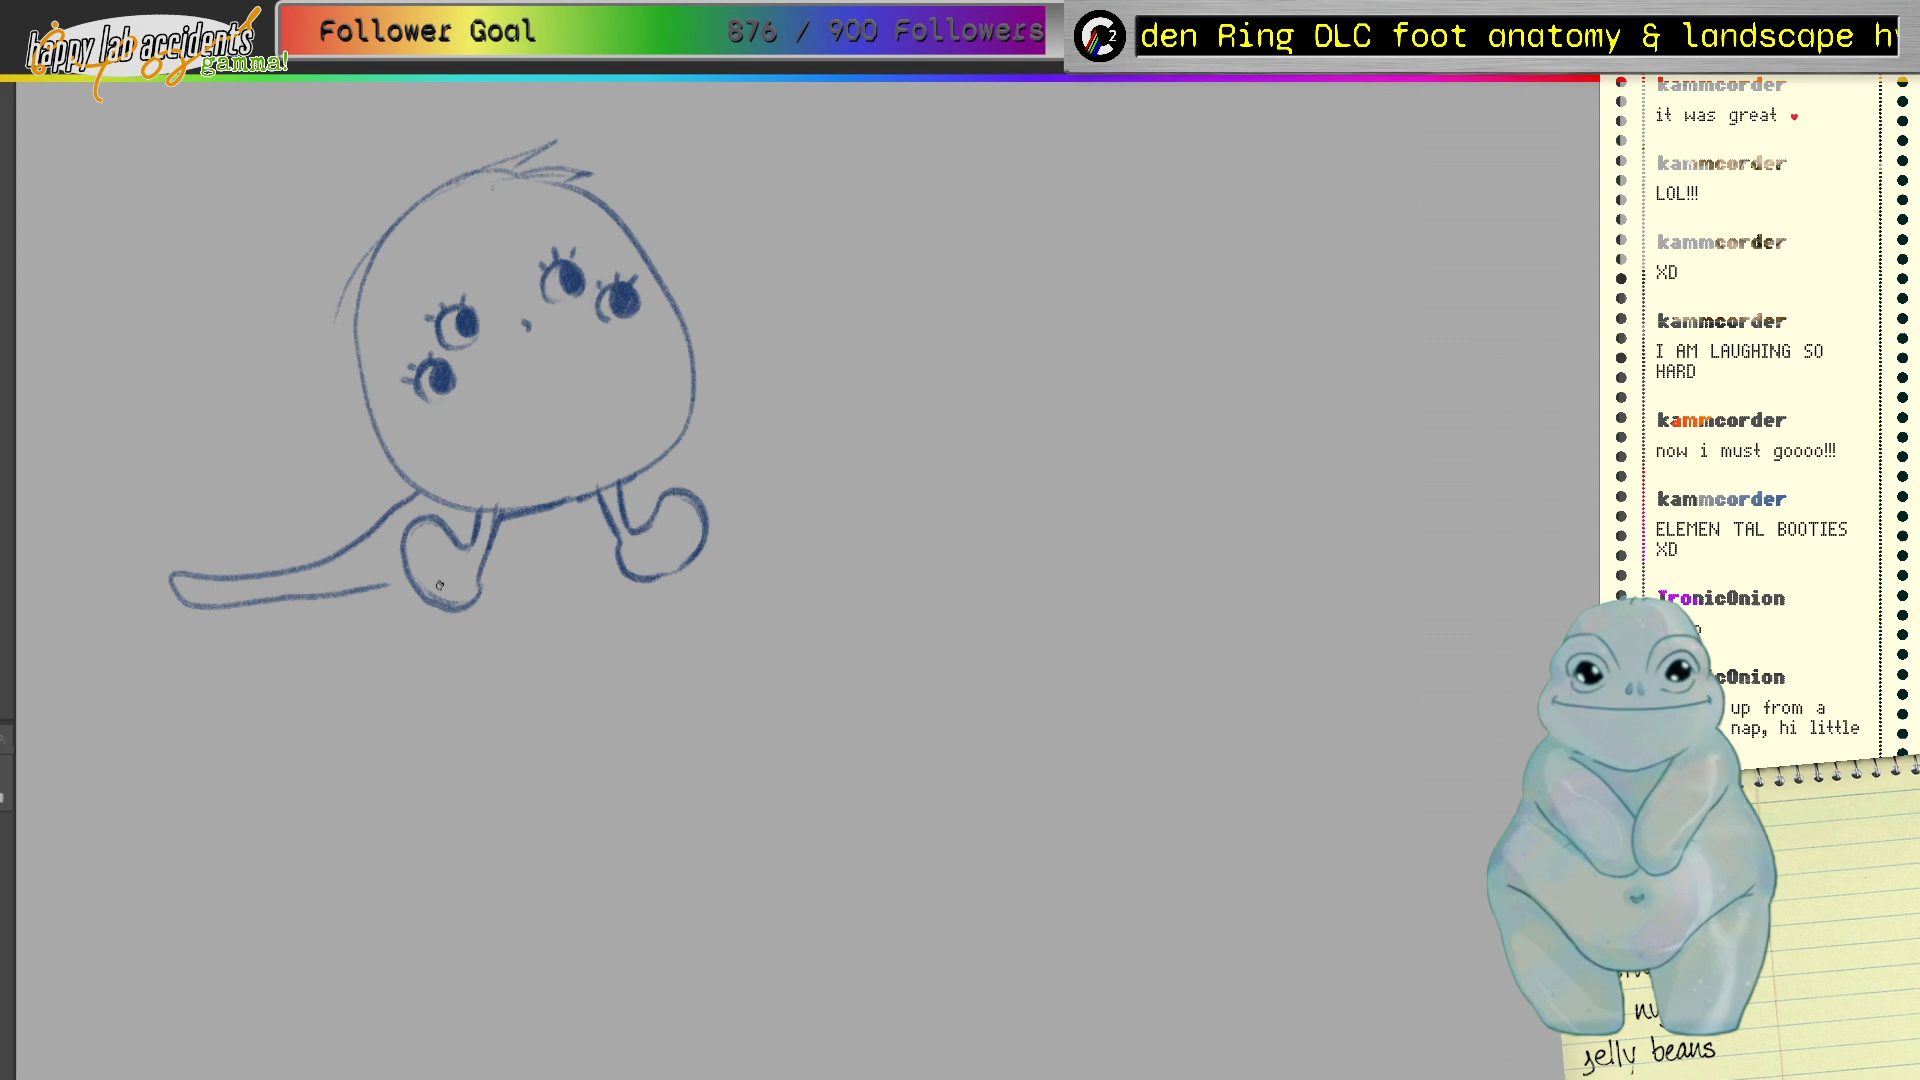 happy lab accidents
gamma!
Follower Goal
876 / 900 Followers
2
den Ring DLC foot anatomy & landscape
kammcorder
it was great
kammcorder
LOL!!!
kammcorder
XD
kammcorder
I AM LAUGHING SO
HARD
kammcorder
now i must goooo!!!
kammcorder
ELEMEN TAL BOOTIES
XD
IronicOnion
cOnion
up from a
nap, hi little
jelly beans